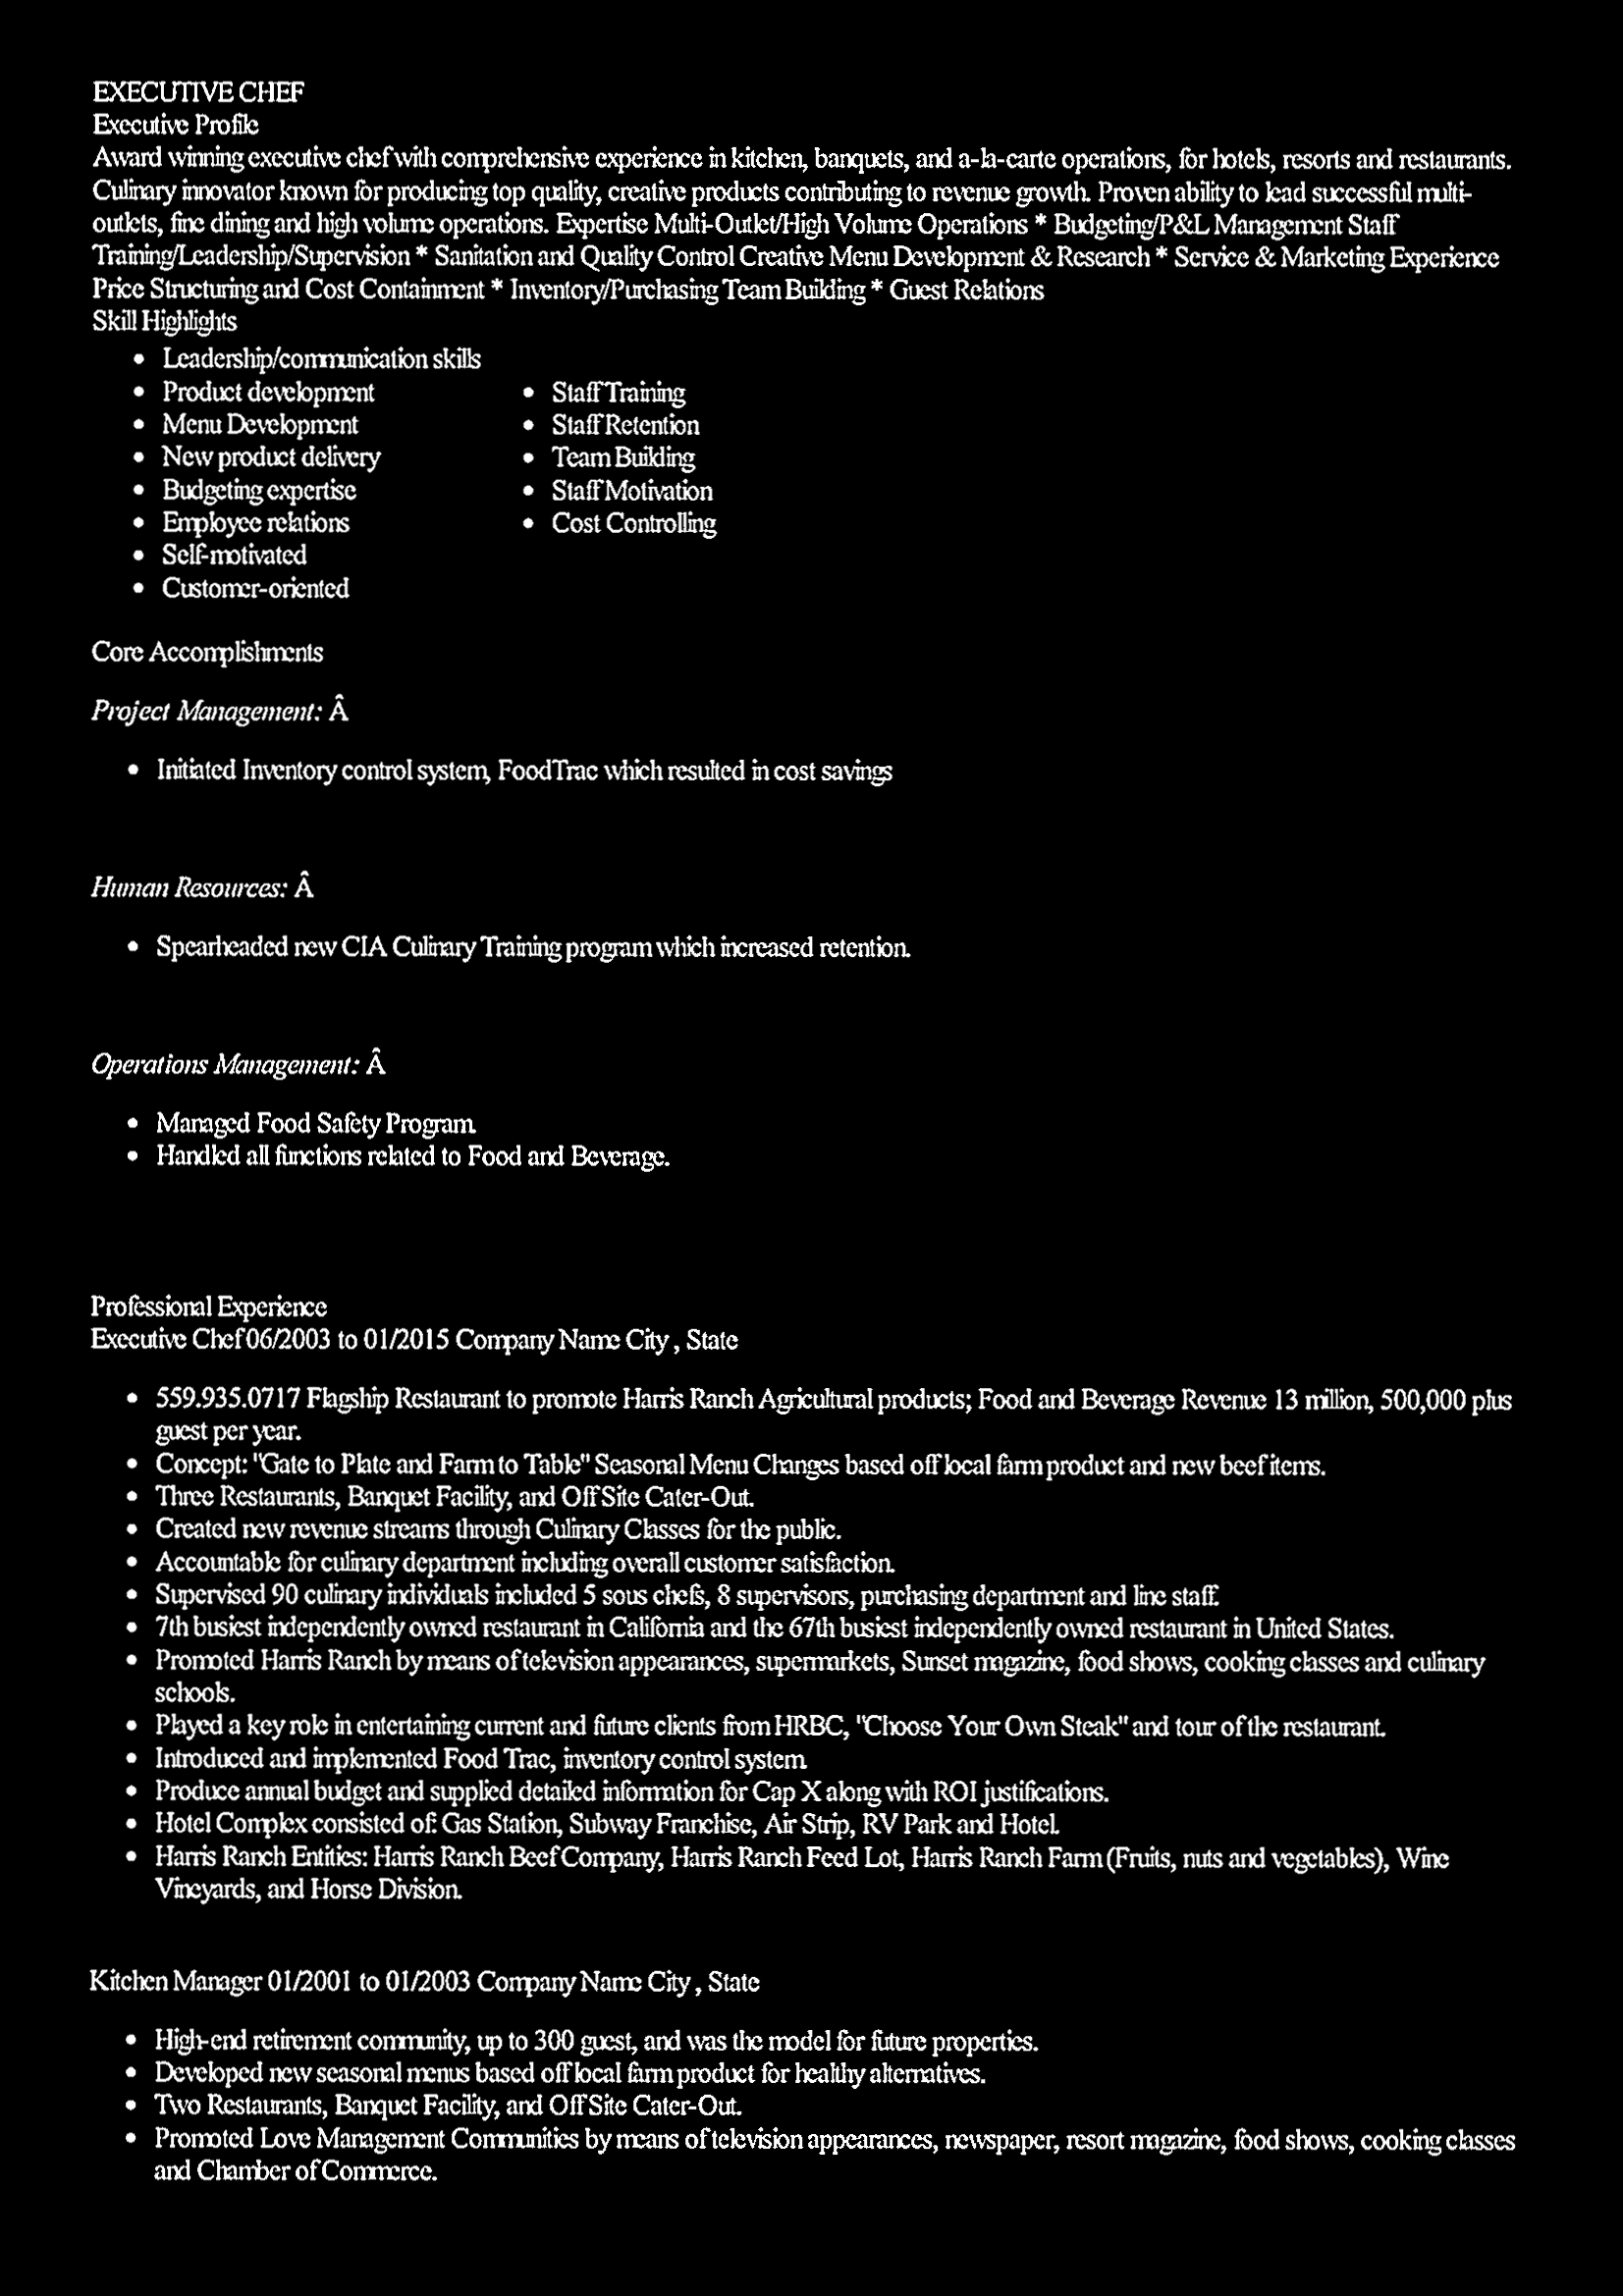 EXECUTIVE CHEF
Executive Profile
Award winning executive chef with comprehensive experience in kitchen, banquets, and a-la-carte operations, for hotels, resorts and restaurants.
Culinary innovator known for producing top quality, creative products contributing to revenue growth. Proven ability to lead successful multi-
outlets, fine dining and high volume operations. Expertise Multi-Outlet/High Volume Operations * Budgeting/P&L Management Staff
Training/Leadership/Supervision * Sanitation and Quality Control Creative Menu Development & Research * Service & Marketing Experience
Price Structuring and Cost Containment * Inventory/Purchasing Team Building * Guest Relations
Skill Highlights
• Leadership/communication skills
• Product development
• Menu Development
• New product delivery
• Budgeting expertise
• Employee relations
• Self-motivated
• Customer-oriented
• Staff Training
• Staff Retention
• Team Building
• Staff Motivation
• Cost Controlling
Core Accomplishments
Project Management: Â
• Initiated Inventory control system, FoodTrac which resulted in cost savings
Human Resources: Â
• Spearheaded new CIA Culinary Training program which increased retention.
Operations Management: Â
• Managed Food Safety Program.
• Handled all functions related to Food and Beverage.
Professional Experience
Executive Chef 06/2003 to 01/2015 Company Name City , State
• 559.935.0717 Flagship Restaurant to promote Harris Ranch Agricultural products; Food and Beverage Revenue 13 million, 500,000 plus
guest per year.
• Concept: "Gate to Plate and Farm to Table" Seasonal Menu Changes based off local farm product and new beef items.
• Three Restaurants, Banquet Facility, and Off Site Cater-Out.
• Created new revenue streams through Culinary Classes for the public.
• Accountable for culinary department including overall customer satisfaction.
• Supervised 90 culinary individuals included 5 sous chefs, 8 supervisors, purchasing department and line staff.
• 7th busiest independently owned restaurant in California and the 67th busiest independently owned restaurant in United States.
• Promoted Harris Ranch by means of television appearances, supermarkets, Sunset magazine, food shows, cooking classes and culinary
schools.
• Played a key role in entertaining current and future clients from HRBC, "Choose Your Own Steak" and tour of the restaurant.
• Introduced and implemented Food Trac, inventory control system.
• Produce annual budget and supplied detailed information for Cap X along with ROI justifications.
• Hotel Complex consisted of: Gas Station, Subway Franchise, Air Strip, RV Park and Hotel.
• Harris Ranch Entities: Harris Ranch Beef Company, Harris Ranch Feed Lot, Harris Ranch Farm (Fruits, nuts and vegetables), Wine
Vineyards, and Horse Division.
Kitchen Manager 01/2001 to 01/2003 Company Name City , State
• High-end retirement community, up to 300 guest, and was the model for future properties.
• Developed new seasonal menus based off local farm product for healthy alternatives.
• Two Restaurants, Banquet Facility, and Off Site Cater-Out.
• Promoted Love Management Communities by means of television appearances, newspaper, resort magazine, food shows, cooking classes
and Chamber of Commerce.